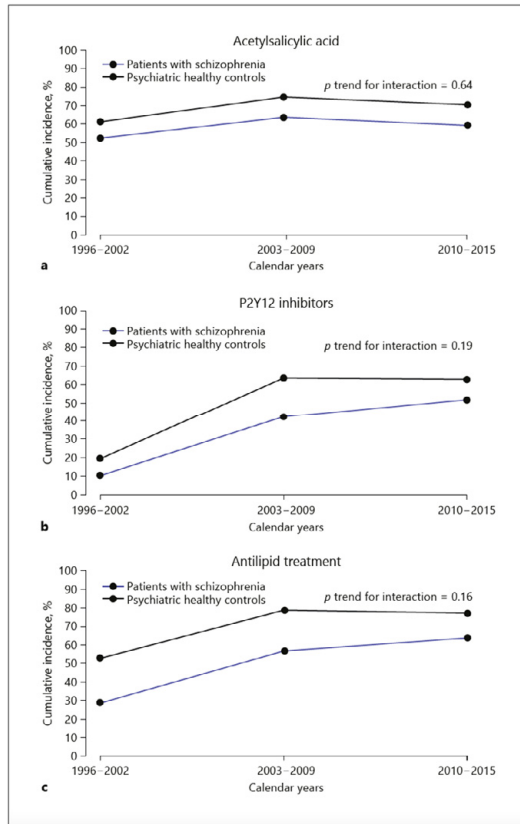 Acetylsalicylic acid
100
90
80
70
60
50
40
30
20
10
0
Cumulative incidence, %
Patients with schizophrenia
Psychiatric healthy controls
p trend for interaction = 0.64
1996–2002
2003–2009
2010–2015
a
Calendar years
P2Y12 inhibitors
100
90
80
70
60
50
40
30
20
10
0
Cumulative incidence, %
Patients with schizophrenia
Psychiatric healthy controls
p trend for interaction = 0.19
1996–2002
2003–2009
2010–2015
b
Calendar years
Antilipid treatment
100
90
80
70
60
50
40
30
20
10
0
Cumulative incidence, %
Patients with schizophrenia
Psychiatric healthy controls
p trend for interaction = 0.16
1996–2002
2003–2009
2010–2015
c
Calendar years